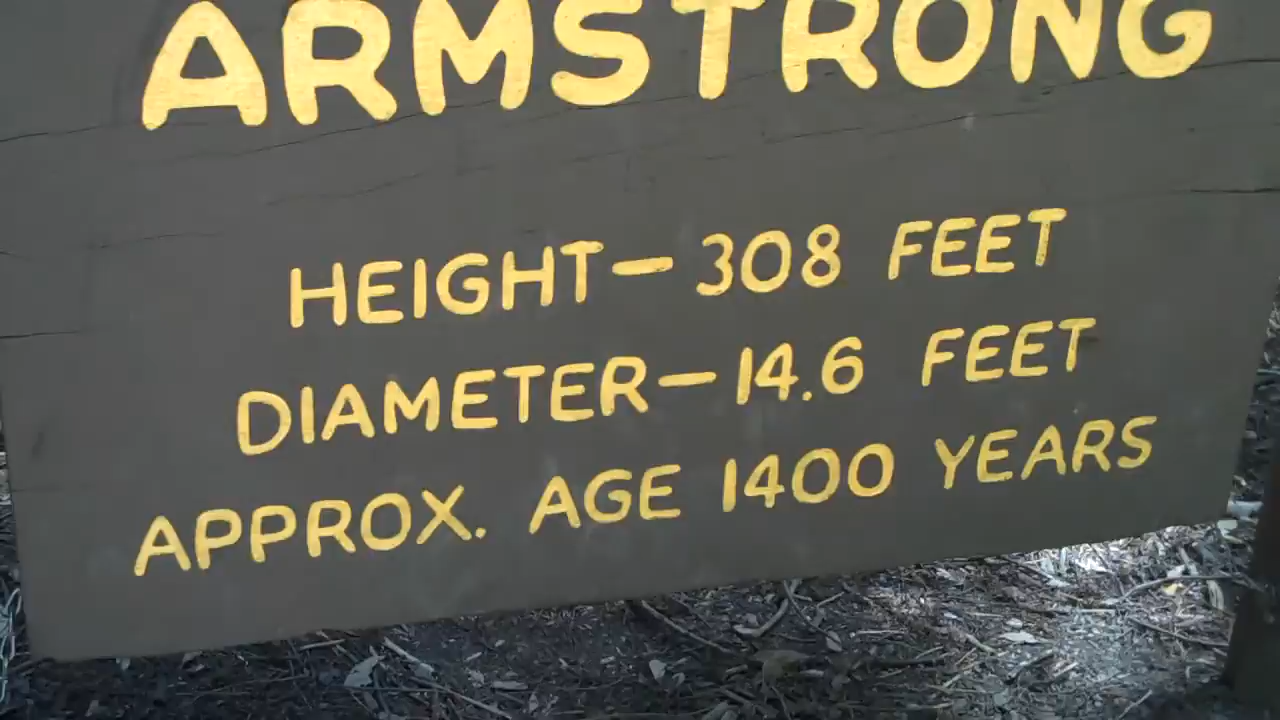 ARMSTRONG
HEIGHT—308 FEET
DIAMETER—14.6 FEET
APPROX. AGE 1400 YEARS